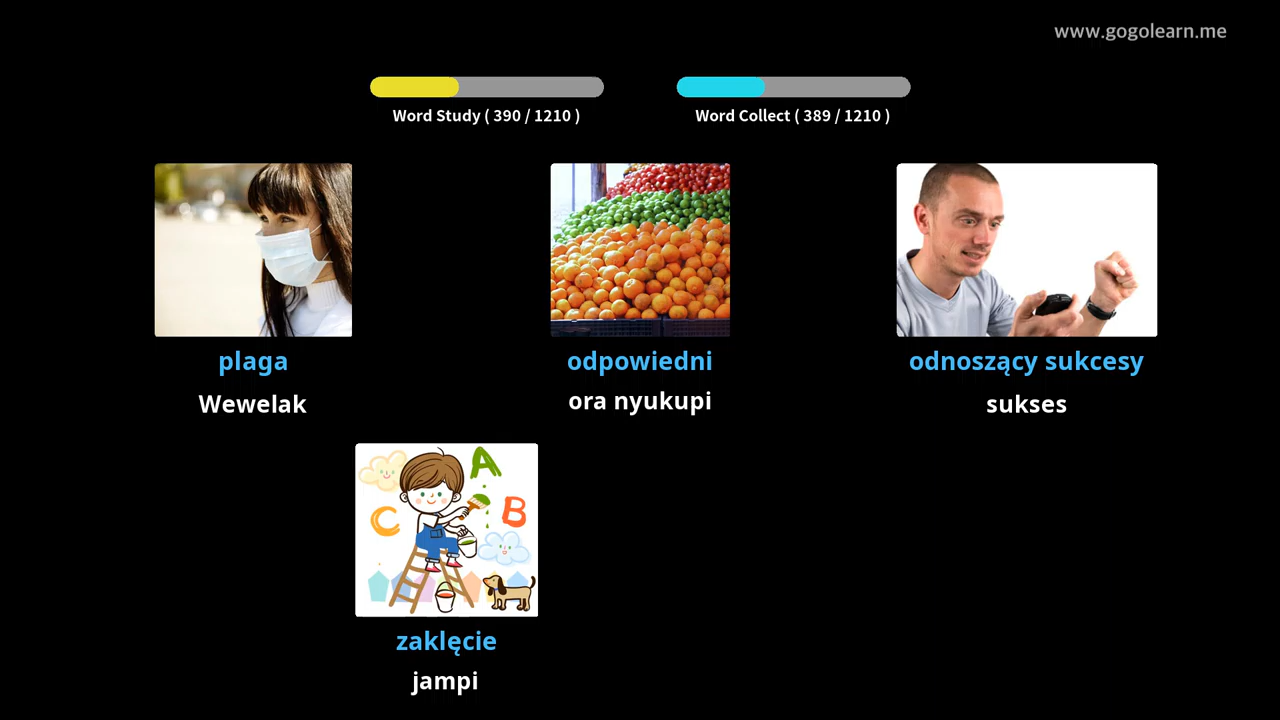 www.gogolearn.me
Word Study ( 390 / 1210 )
Word Collect ( 389 / 1210 )
plaga
Wewelak
odpowiedni
ora nyukupi
odnoszący sukcesy
sukses
A
B
C
zaklęcie
jampi